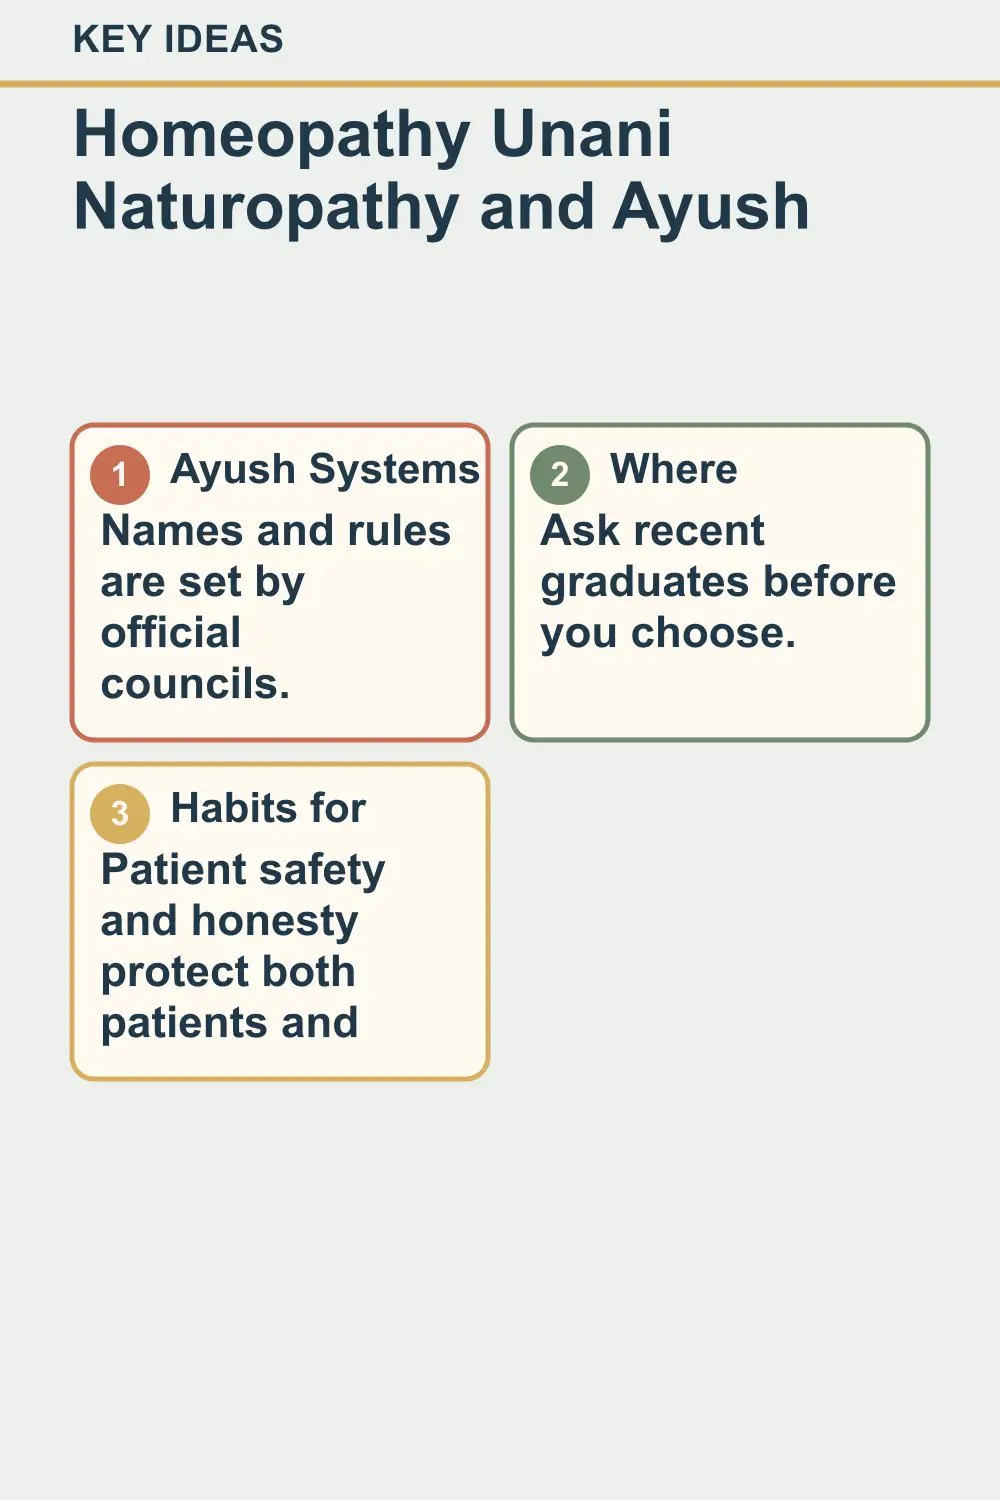 KEY IDEAS
Homeopathy Unani
Naturopathy and Ayush
1 Ayush Systems
Names and rules
are set by
official
councils.
2 Where
Ask recent
graduates before
you choose.
3 Habits for
Patient safety
and honesty
protect both
patients and